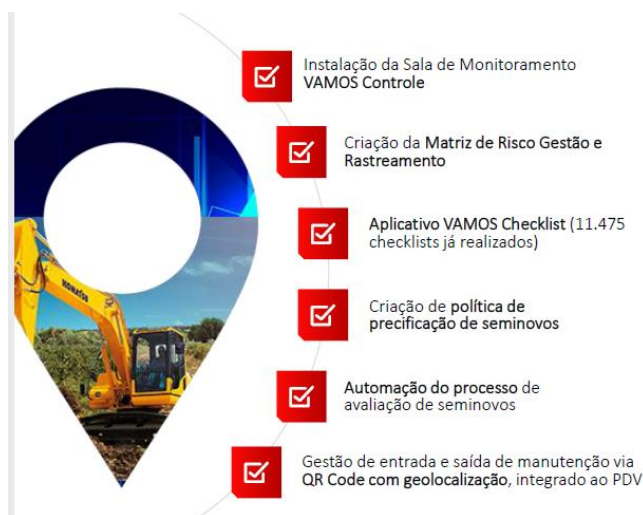 Instalação da Sala de Monitoramento
VAMOS Controle
Criação da Matriz de Risco Gestão e
Rastreamento
Aplicativo VAMOS Checklist (11.475
checklists já realizados)
Criação de política de
precificação de seminovos
Automação do processo de
avaliação de seminovos
Gestão de entrada e saída de manutenção via
QR Code com geolocalização, integrado ao PDV
KOMATSU